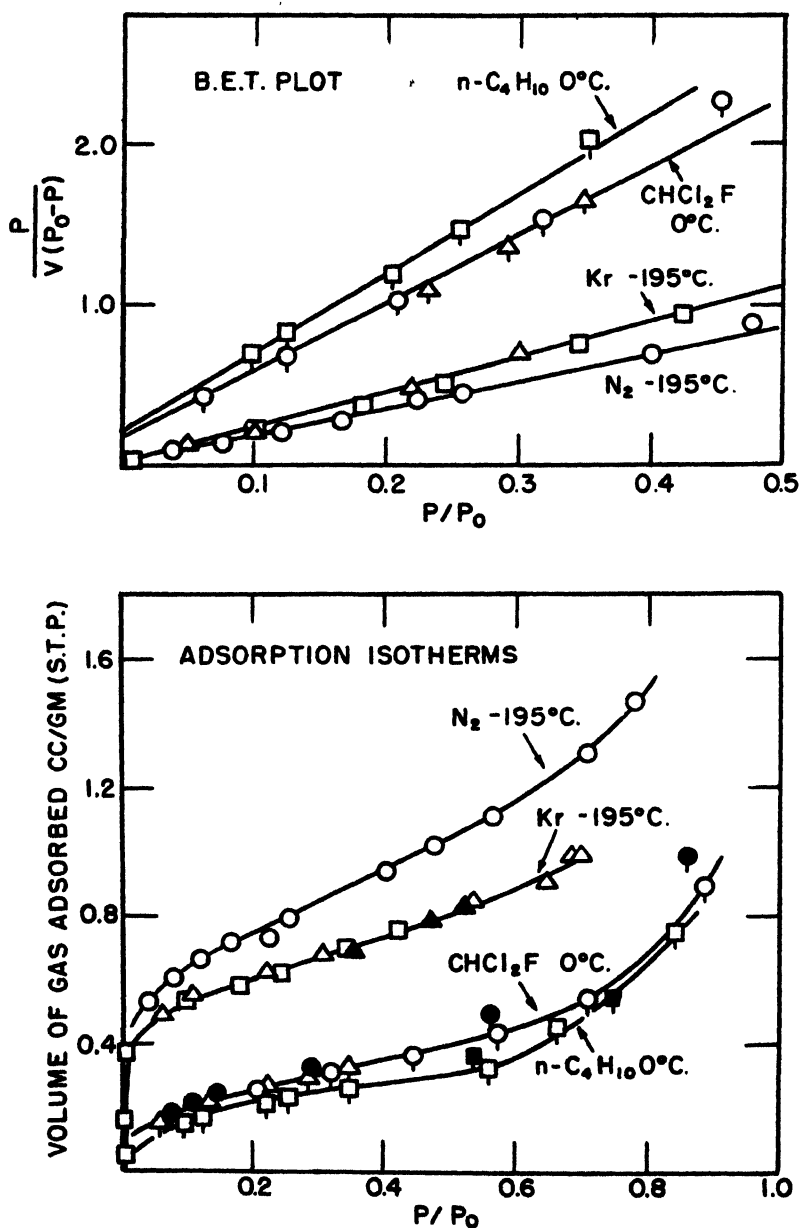 B.E.T. PLOT
n-C₄H₁₀ 0°C.
2.0
CHCl₂F
0°C.
P
V(P₀-P)
Kr -195°C.
1.0
N₂ -195°C.
0.1
0.2
0.3
0.4
0.5
P/P₀
ADSORPTION ISOTHERMS
1.6
N₂ -195°C.
1.2
Kr -195°C.
0.8
CHCl₂F 0°C.
0.4
n-C₄H₁₀ 0°C.
VOLUME OF GAS ADSORBED CC/GM (S.T.P.)
0.2
0.4
0.6
0.8
1.0
P/P₀